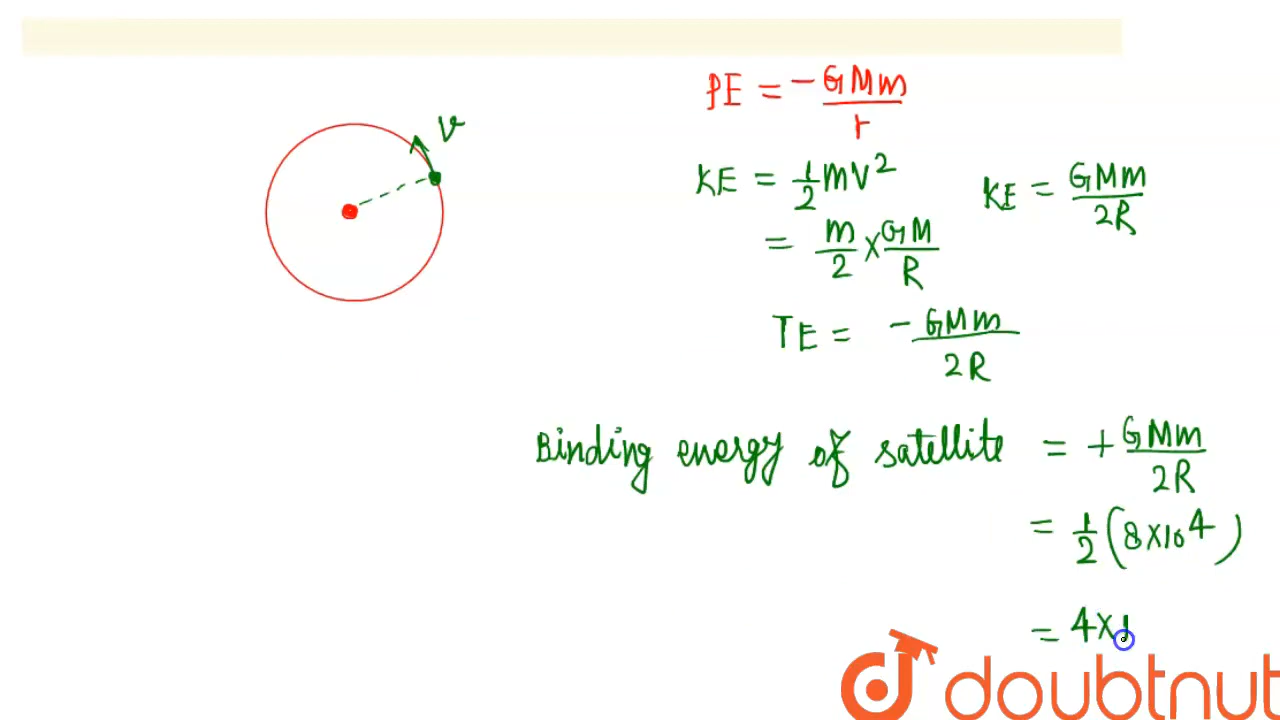 PE = -GMm/r
V
KE = 1/2 mV²
KE = GMm/2R
= m/2 × GM/R
TE = -GMm/2R
Binding energy of satellite = +GMm/2R
= 1/2 (8×10⁴)
= 4×1
doubtnut